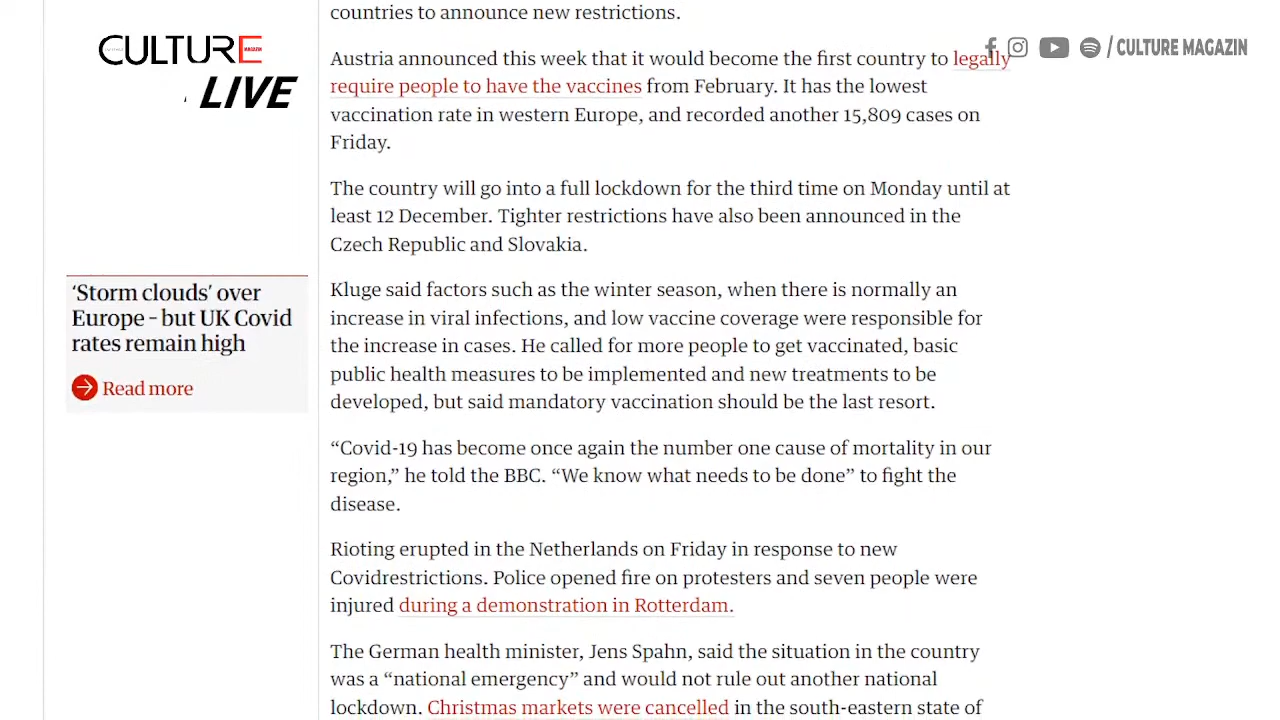 countries to announce new restrictions.
CULTURE
MAGAZIN
LIVE
/ CULTURE MAGAZIN
Austria announced this week that it would become the first country to legally
require people to have the vaccines from February. It has the lowest
vaccination rate in western Europe, and recorded another 15,809 cases on
Friday.
The country will go into a full lockdown for the third time on Monday until at
least 12 December. Tighter restrictions have also been announced in the
Czech Republic and Slovakia.
‘Storm clouds’ over
Europe – but UK Covid
rates remain high
Read more
Kluge said factors such as the winter season, when there is normally an
increase in viral infections, and low vaccine coverage were responsible for
the increase in cases. He called for more people to get vaccinated, basic
public health measures to be implemented and new treatments to be
developed, but said mandatory vaccination should be the last resort.
“Covid-19 has become once again the number one cause of mortality in our
region,” he told the BBC. “We know what needs to be done” to fight the
disease.
Rioting erupted in the Netherlands on Friday in response to new
Covidrestrictions. Police opened fire on protesters and seven people were
injured during a demonstration in Rotterdam.
The German health minister, Jens Spahn, said the situation in the country
was a “national emergency” and would not rule out another national
lockdown. Christmas markets were cancelled in the south-eastern state of